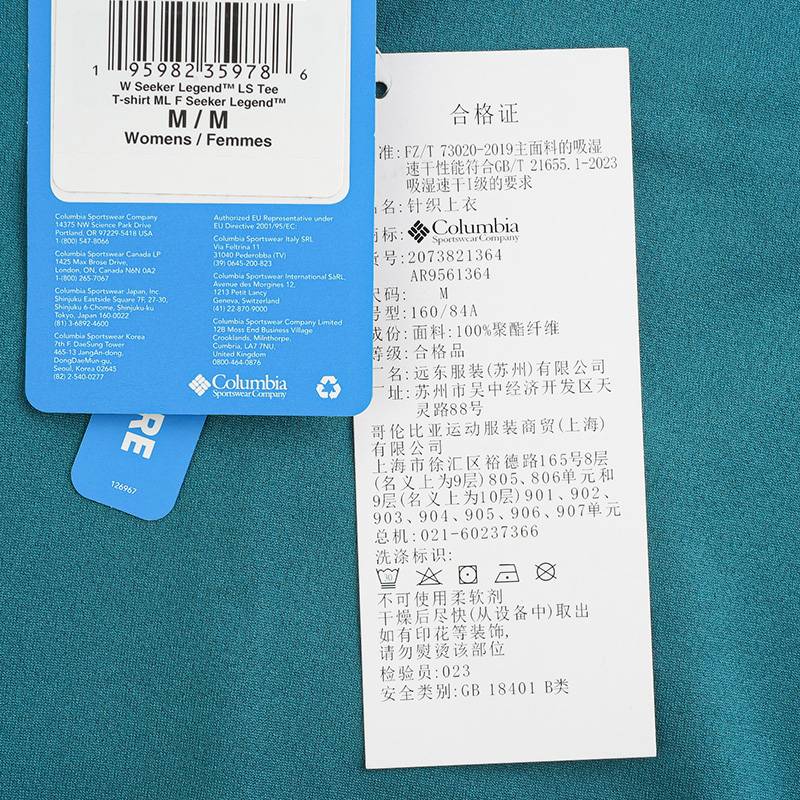 1 95982 35978 6
W Seeker Legend™ LS Tee
T-shirt ML F Seeker Legend™
M / M
Womens / Femmes
Columbia Sportswear Company
14375 NW Science Park Drive
Portland, OR 97229-5418 USA
1 (800) 547-8066
Columbia Sportswear Canada LP
1425 Max Brose Drive,
London, ON, Canada N6N 0A2
1-(800) 265-7067
Columbia Sportswear Japan, Inc
Shinjuku Eastside Square 7F, 27-30,
Shinjuku 6-Chome, Shinjuku-ku
Tokyo, Japan 160-0022
(81) 3-6892-4600
Columbia Sportswear Korea
7th F. DaeSung Tower
465-13 JangAn-dong,
DongDaeMun-gu,
Seoul, Korea 02645
(82) 2-540-0277
Authorized EU Representative under
EU Directive 2001/95/EC:
Columbia Sportswear Italy SRL
Via Feltrina 11
31040 Pederobba (TV)
(39) 0645-200-823
Columbia Sportswear International SàRL,
Avenue des Morgines 12,
1213 Petit Lancy
Geneva, Switzerland
(41) 22-870-9000
Columbia Sportswear Company Limited
12B Moss End Business Village
Crooklands, Milnthorpe,
Cumbria, LA7 7NU,
United Kingdom
0800-464-0876
Columbia
Sportswear Company
RE
126967
合格证
准:FZ/T 73020-2019主面料的吸湿
速干性能符合GB/T 21655.1-2023
吸湿速干I级的要求
名:针织上衣
商标: Columbia
Sportswear Company
货号:2073821364
AR9561364
尺码: M
号型:160/84A
成份:面料:100%聚酯纤维
等级:合格品
厂名:远东服装(苏州)有限公司
厂址:苏州市吴中经济开发区天
灵路88号
哥伦比亚运动服装商贸(上海)
有限公司
上海市徐汇区裕德路165号8层
(名义上为9层)805、806单元和
9层(名义上为10层)901、902、
903、904、905、906、907单元
总机:021-60237366
洗涤标识:
30
不可使用柔软剂
干燥后尽快(从设备中)取出
如有印花等装饰,
请勿熨烫该部位
检验员:023
安全类别:GB 18401 B类